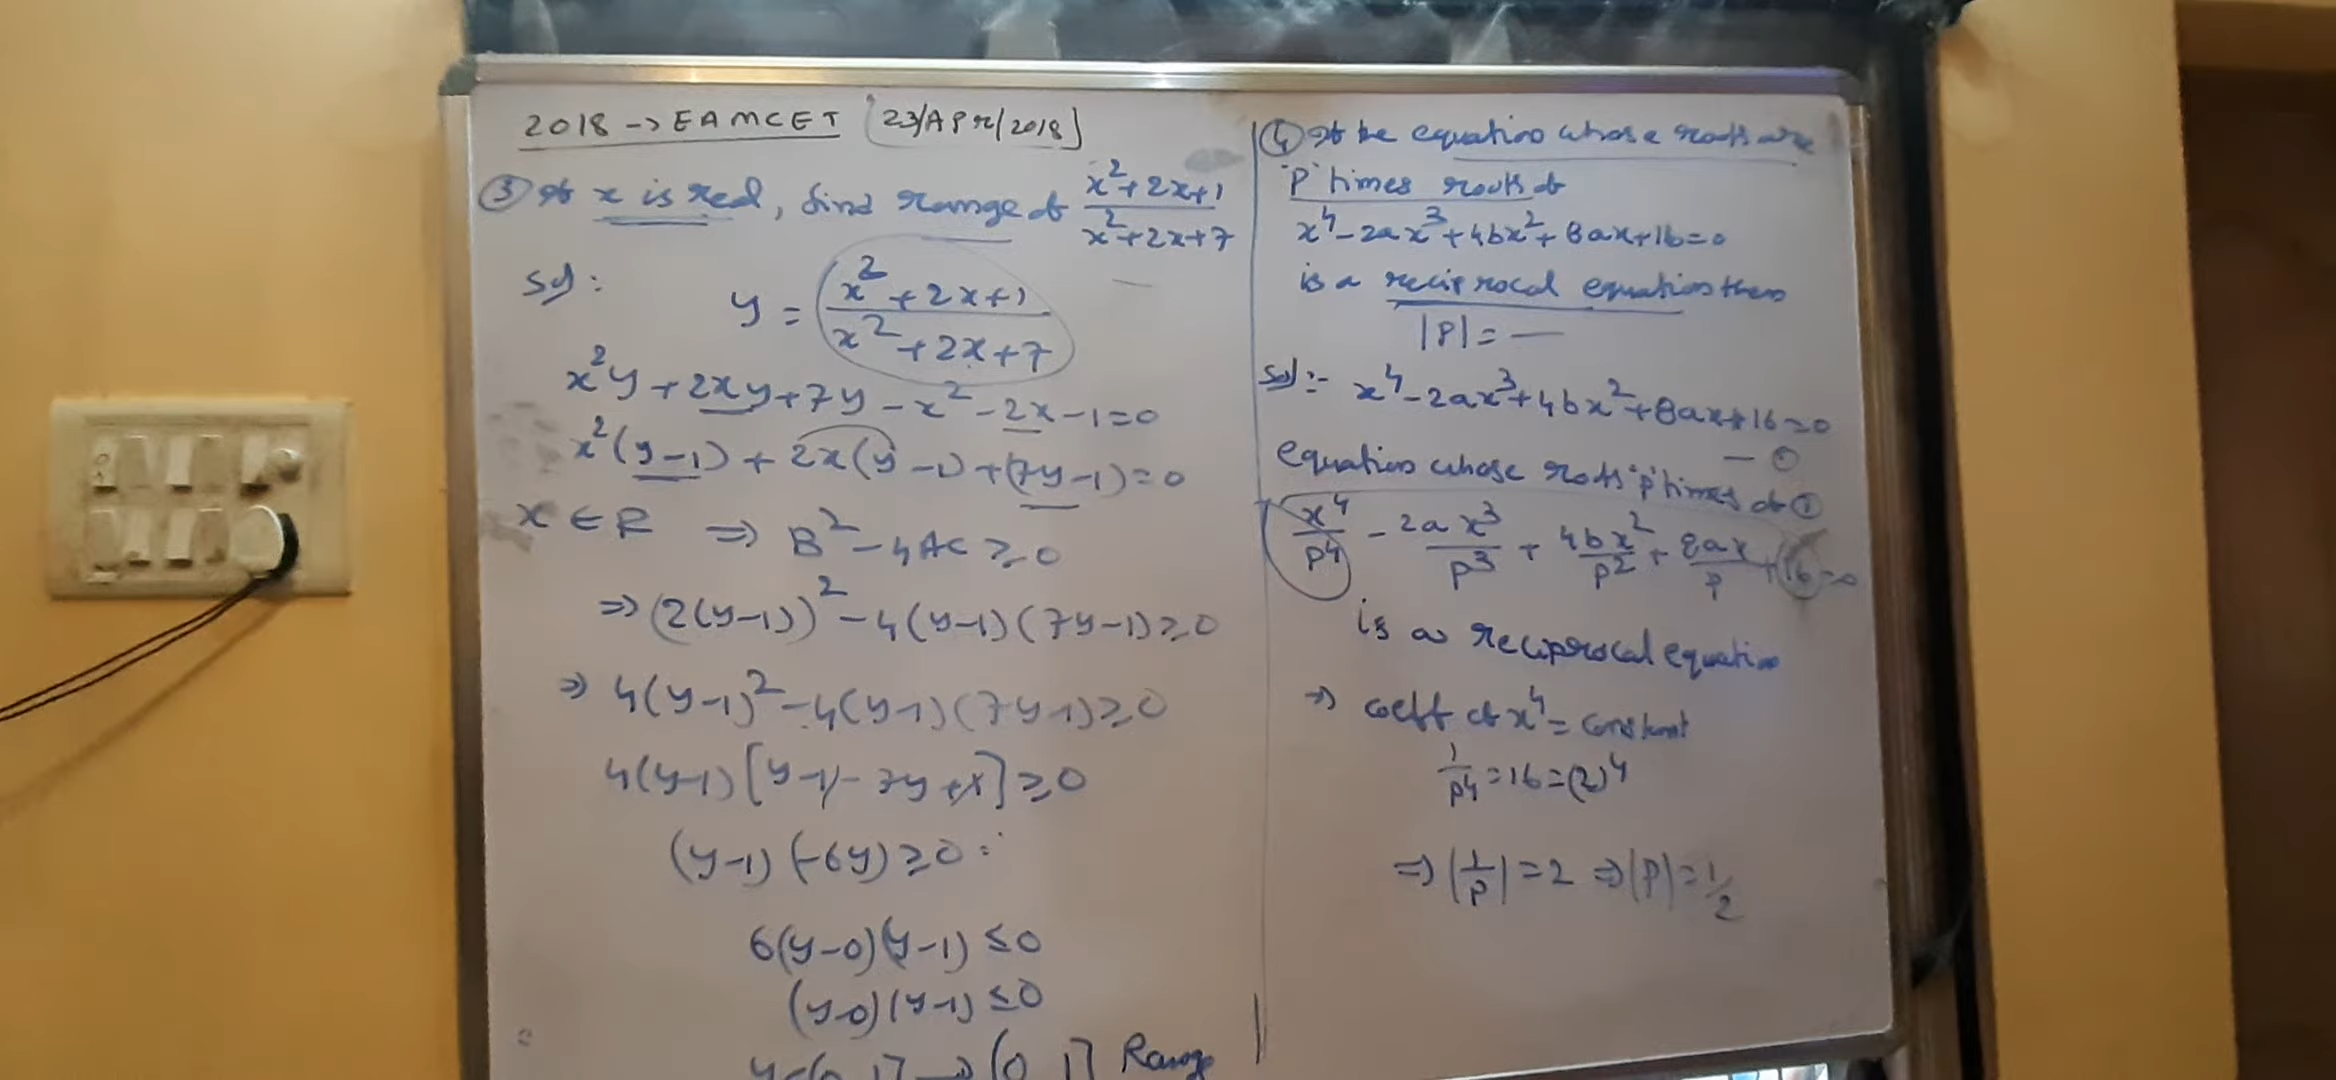 2018 -> EAMCET [23/APr/2018]
③ If x is real, find range of (x²+2x+1)/(x²+2x+7)
Sol:
y = (x²+2x+1)/(x²+2x+7)
x²y + 2xy + 7y - x² - 2x - 1 = 0
x²(y-1) + 2x(y-1) + (7y-1) = 0
x ∈ R ⇒ B² - 4AC ≥ 0
⇒ (2(y-1))² - 4(y-1)(7y-1) ≥ 0
⇒ 4(y-1)² - 4(y-1)(7y-1) ≥ 0
4(y-1)[y-1-7y+1] ≥ 0
(y-1)(-6y) ≥ 0
6(y-0)(y-1) ≤ 0
(y-0)(y-1) ≤ 0
Range
④ If the equation whose roots are
'P' times roots of
x⁴ - 2ax³ + 4bx² + 8ax + 16 = 0
is a reciprocal equation then
|P| = —
Sol:- x⁴ - 2ax³ + 4bx² + 8ax + 16 = 0
— ①
equation whose roots 'P' times of ①
x⁴/P⁴ - 2ax³/P³ + 4bx²/P² + 8ax/P + 16 = 0
is a reciprocal equation
⇒ coeff of x⁴ = constant
1/P⁴ = 16 = (2)⁴
⇒ |1/P| = 2 ⇒ |P| = 1/2